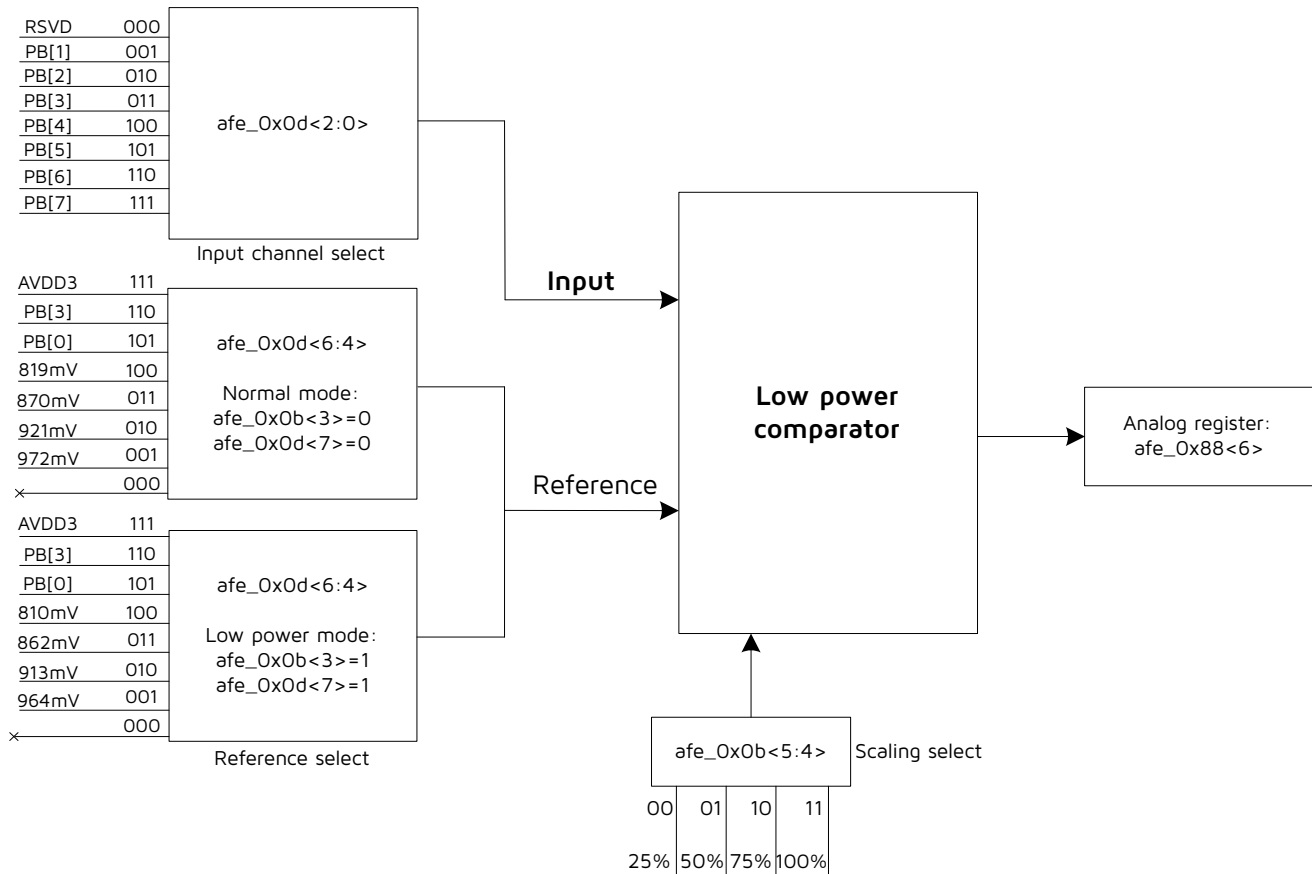 RSVD 000
PB[1] 001
PB[2] 010
PB[3] 011
PB[4] 100
PB[5] 101
PB[6] 110
PB[7] 111
afe_0x0d<2:0>
Input channel select
AVDD3 111
PB[3] 110
PB[0] 101
819mV 100
870mV 011
921mV 010
972mV 001
000
afe_0x0d<6:4>
Normal mode:
afe_0x0b<3>=0
afe_0x0d<7>=0
AVDD3 111
PB[3] 110
PB[0] 101
810mV 100
862mV 011
913mV 010
964mV 001
000
afe_0x0d<6:4>
Low power mode:
afe_0x0b<3>=1
afe_0x0d<7>=1
Reference select
Input
Reference
Low power
comparator
Analog register:
afe_0x88<6>
afe_0x0b<5:4>
Scaling select
00 01 10 11
25% 50% 75% 100%